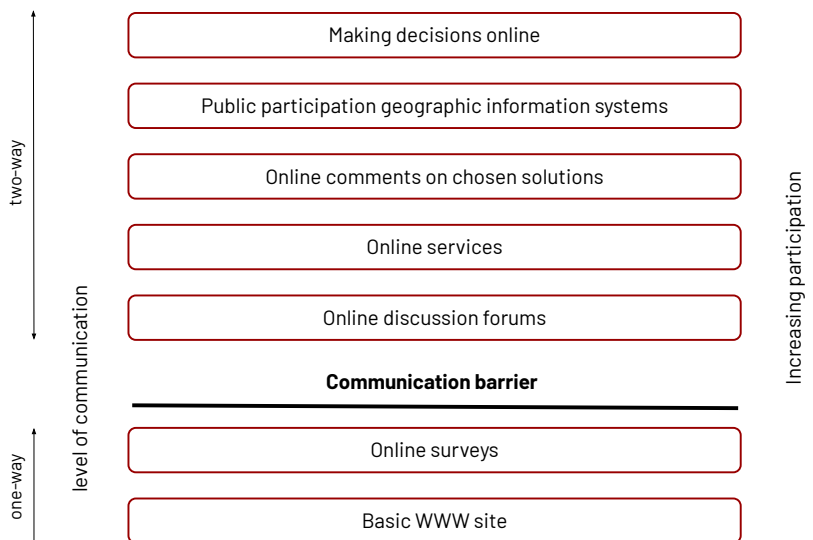 Making decisions online
Public participation geographic information systems
two-way
Online comments on chosen solutions
Increasing participation
Online services
Online discussion forums
level of communication
Communication barrier
one-way
Online surveys
Basic WWW site